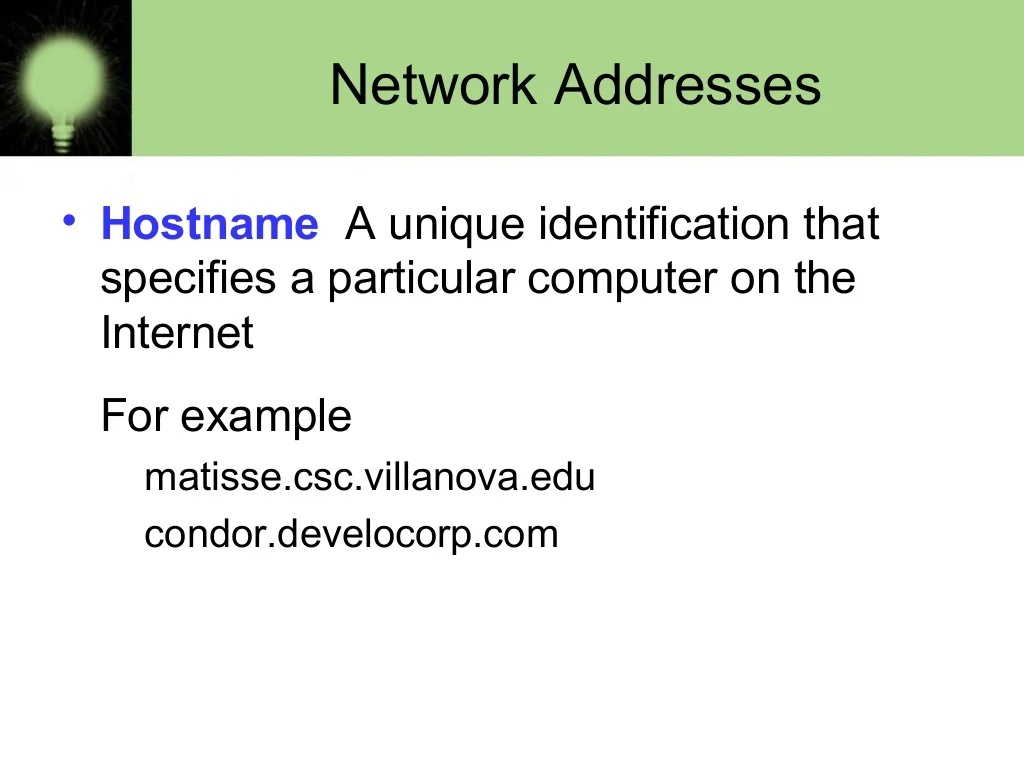 Network Addresses
• Hostname  A unique identification that
specifies a particular computer on the
Internet
For example
matisse.csc.villanova.edu
condor.develocorp.com